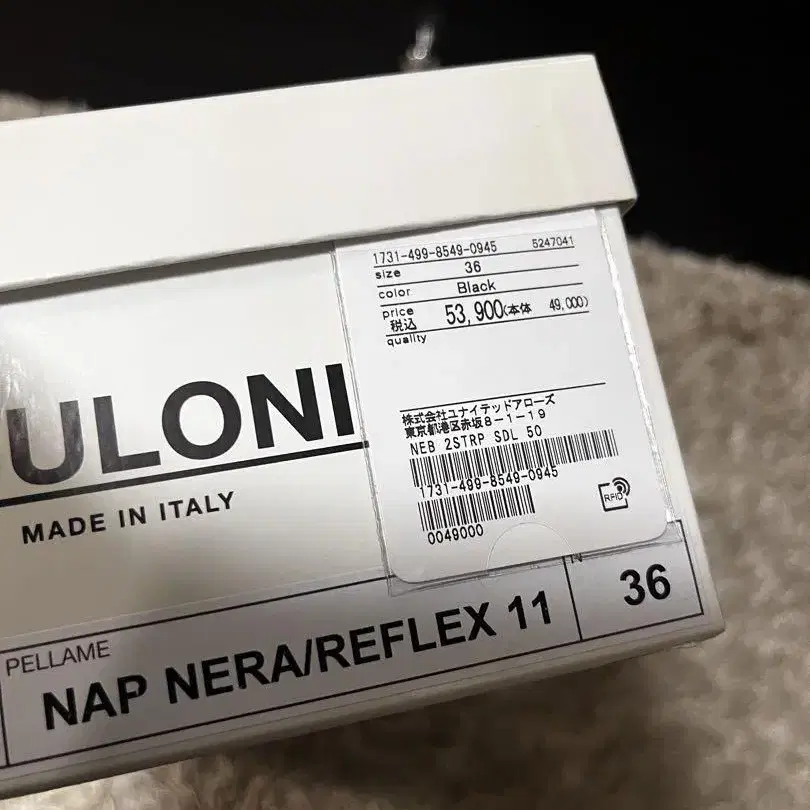 1731-499-8549-0945 5247041
size 36
color Black
price 税込 53,900(本体 49,000)
quality
株式会社ユナイテッドアローズ
東京都港区赤坂8-1-19
NEB 2STRP SDL 50
1731-499-8549-0945
RFID
0049000
ULONI
MADE IN ITALY
PELLAME
N
NAP NERA/REFLEX 11
36